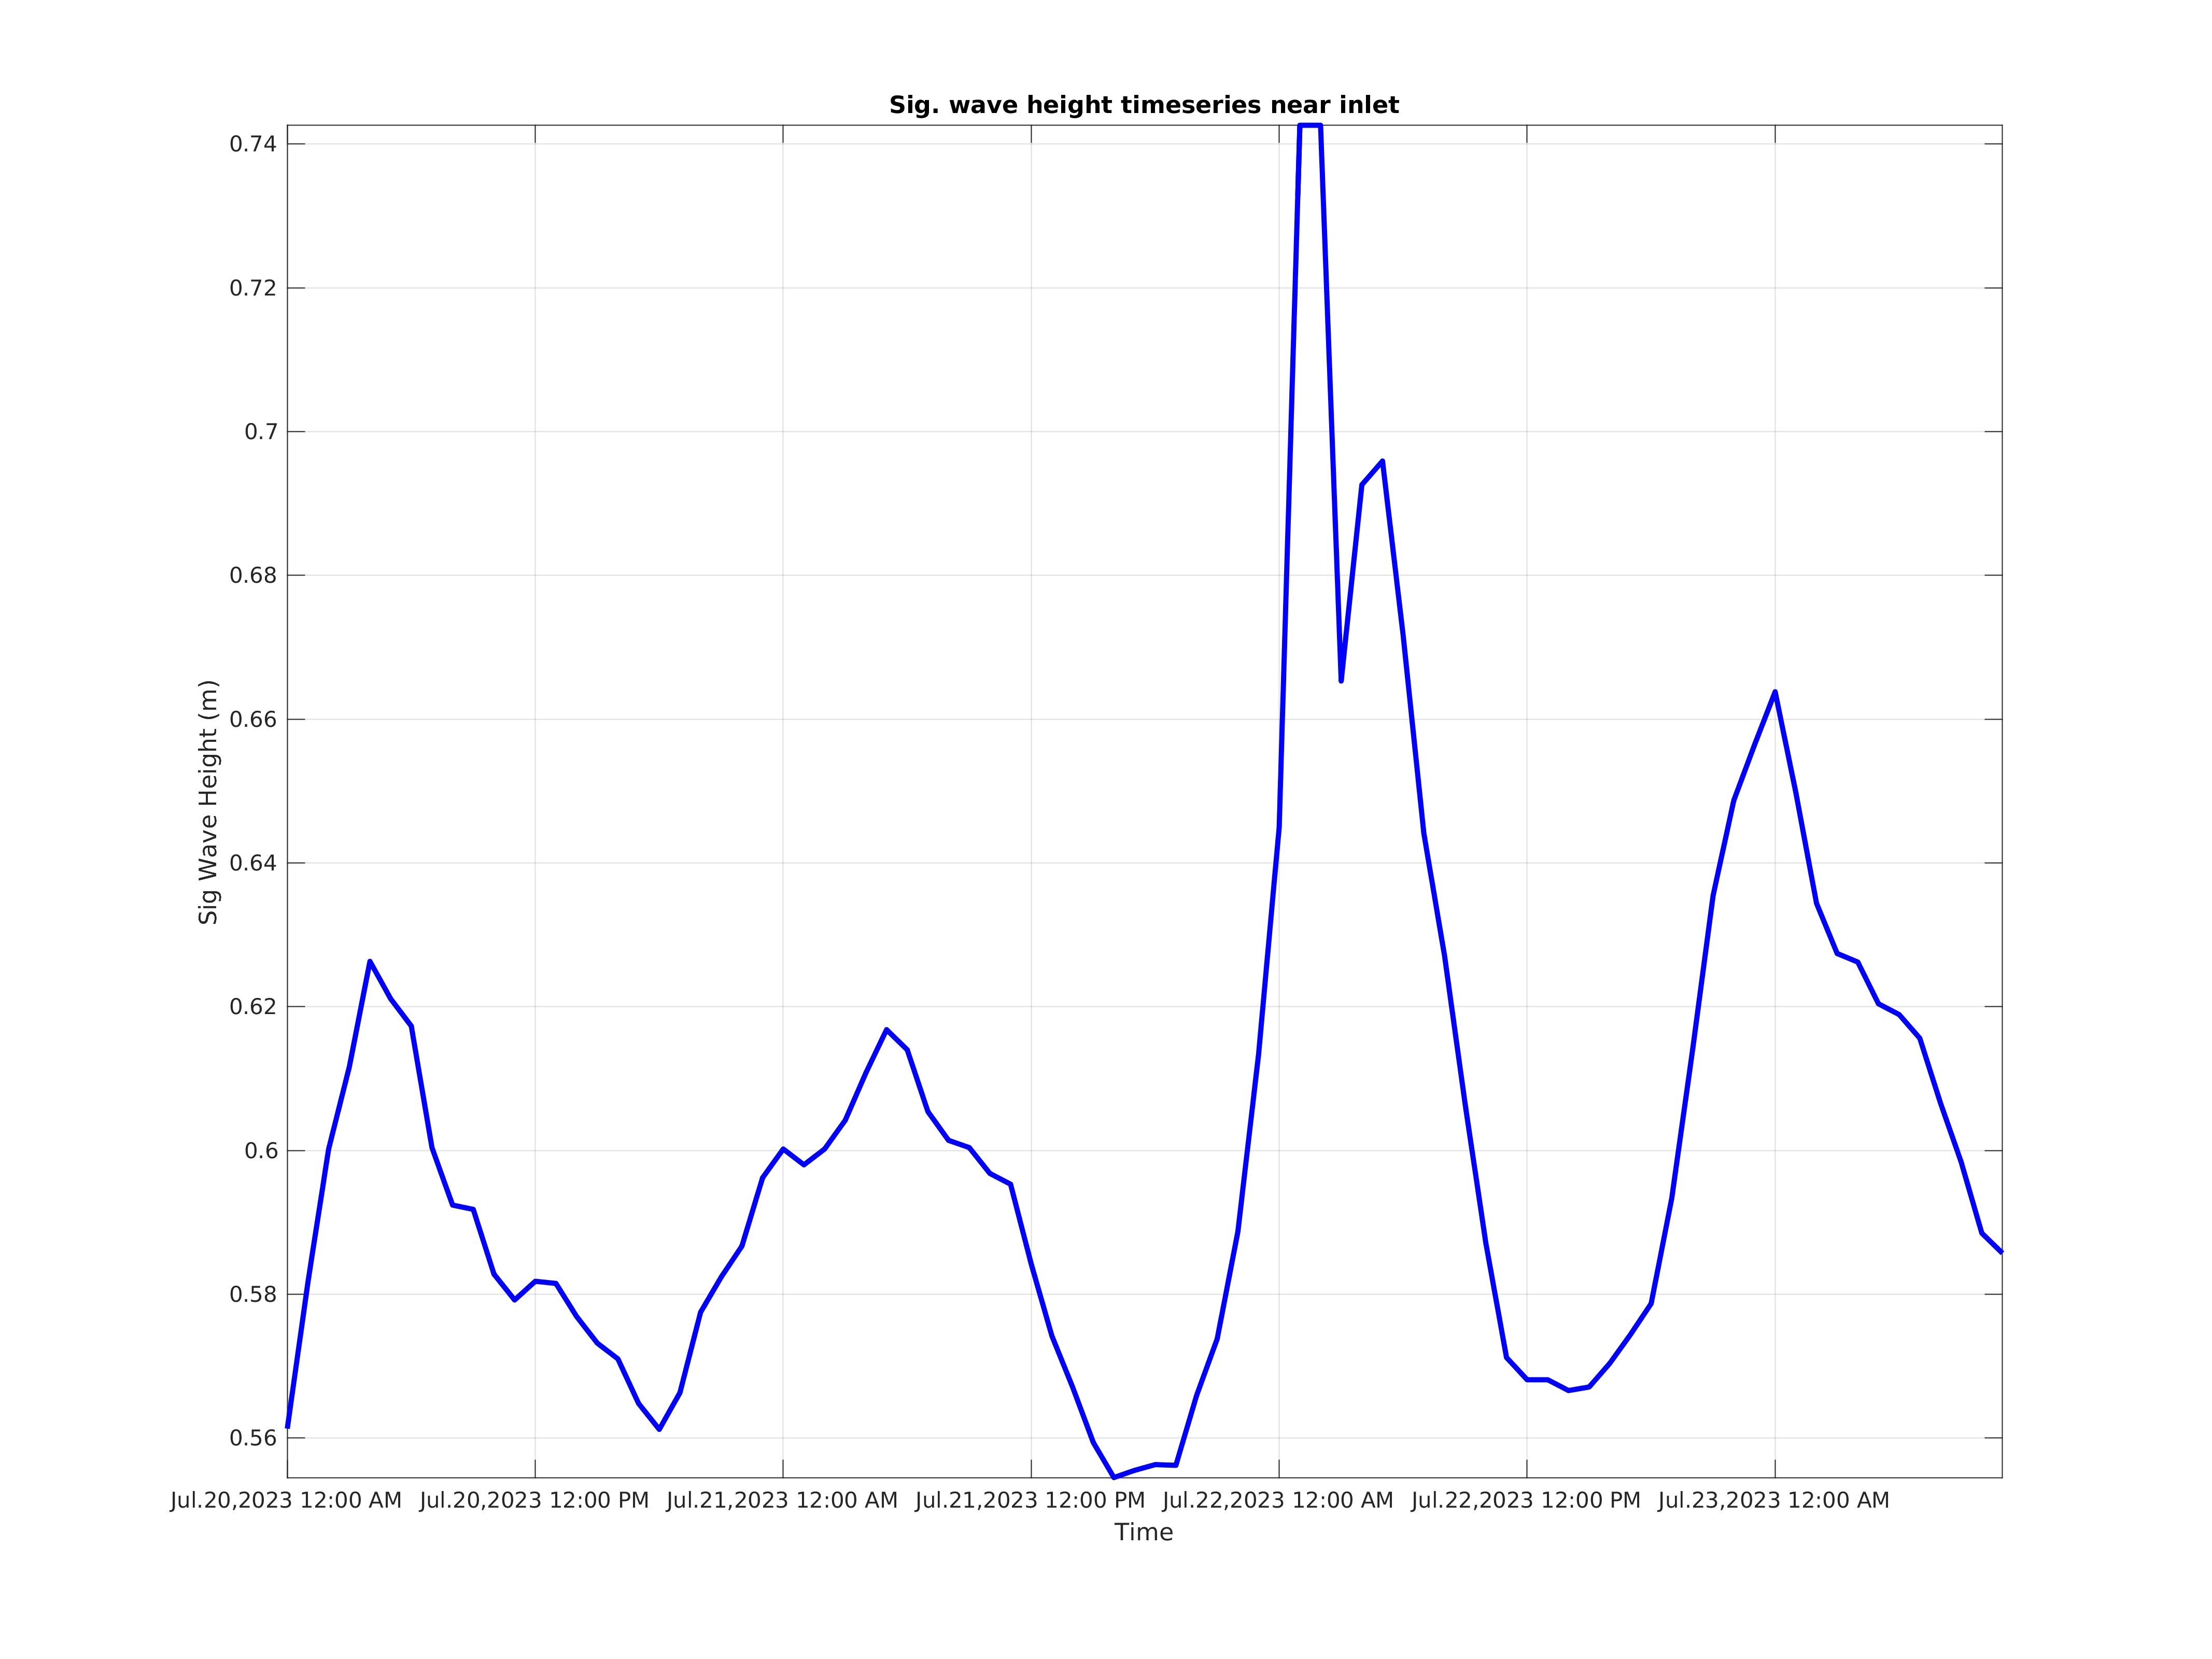 Sig. wave height timeseries near inlet
0.74
0.72
0.7
0.68
0.66
0.64
0.62
0.6
0.58
0.56
Sig Wave Height (m)
Jul.20,2023 12:00 AM Jul.20,2023 12:00 PM Jul.21,2023 12:00 AM Jul.21,2023 12:00 PM Jul.22,2023 12:00 AM Jul.22,2023 12:00 PM Jul.23,2023 12:00 AM
Time